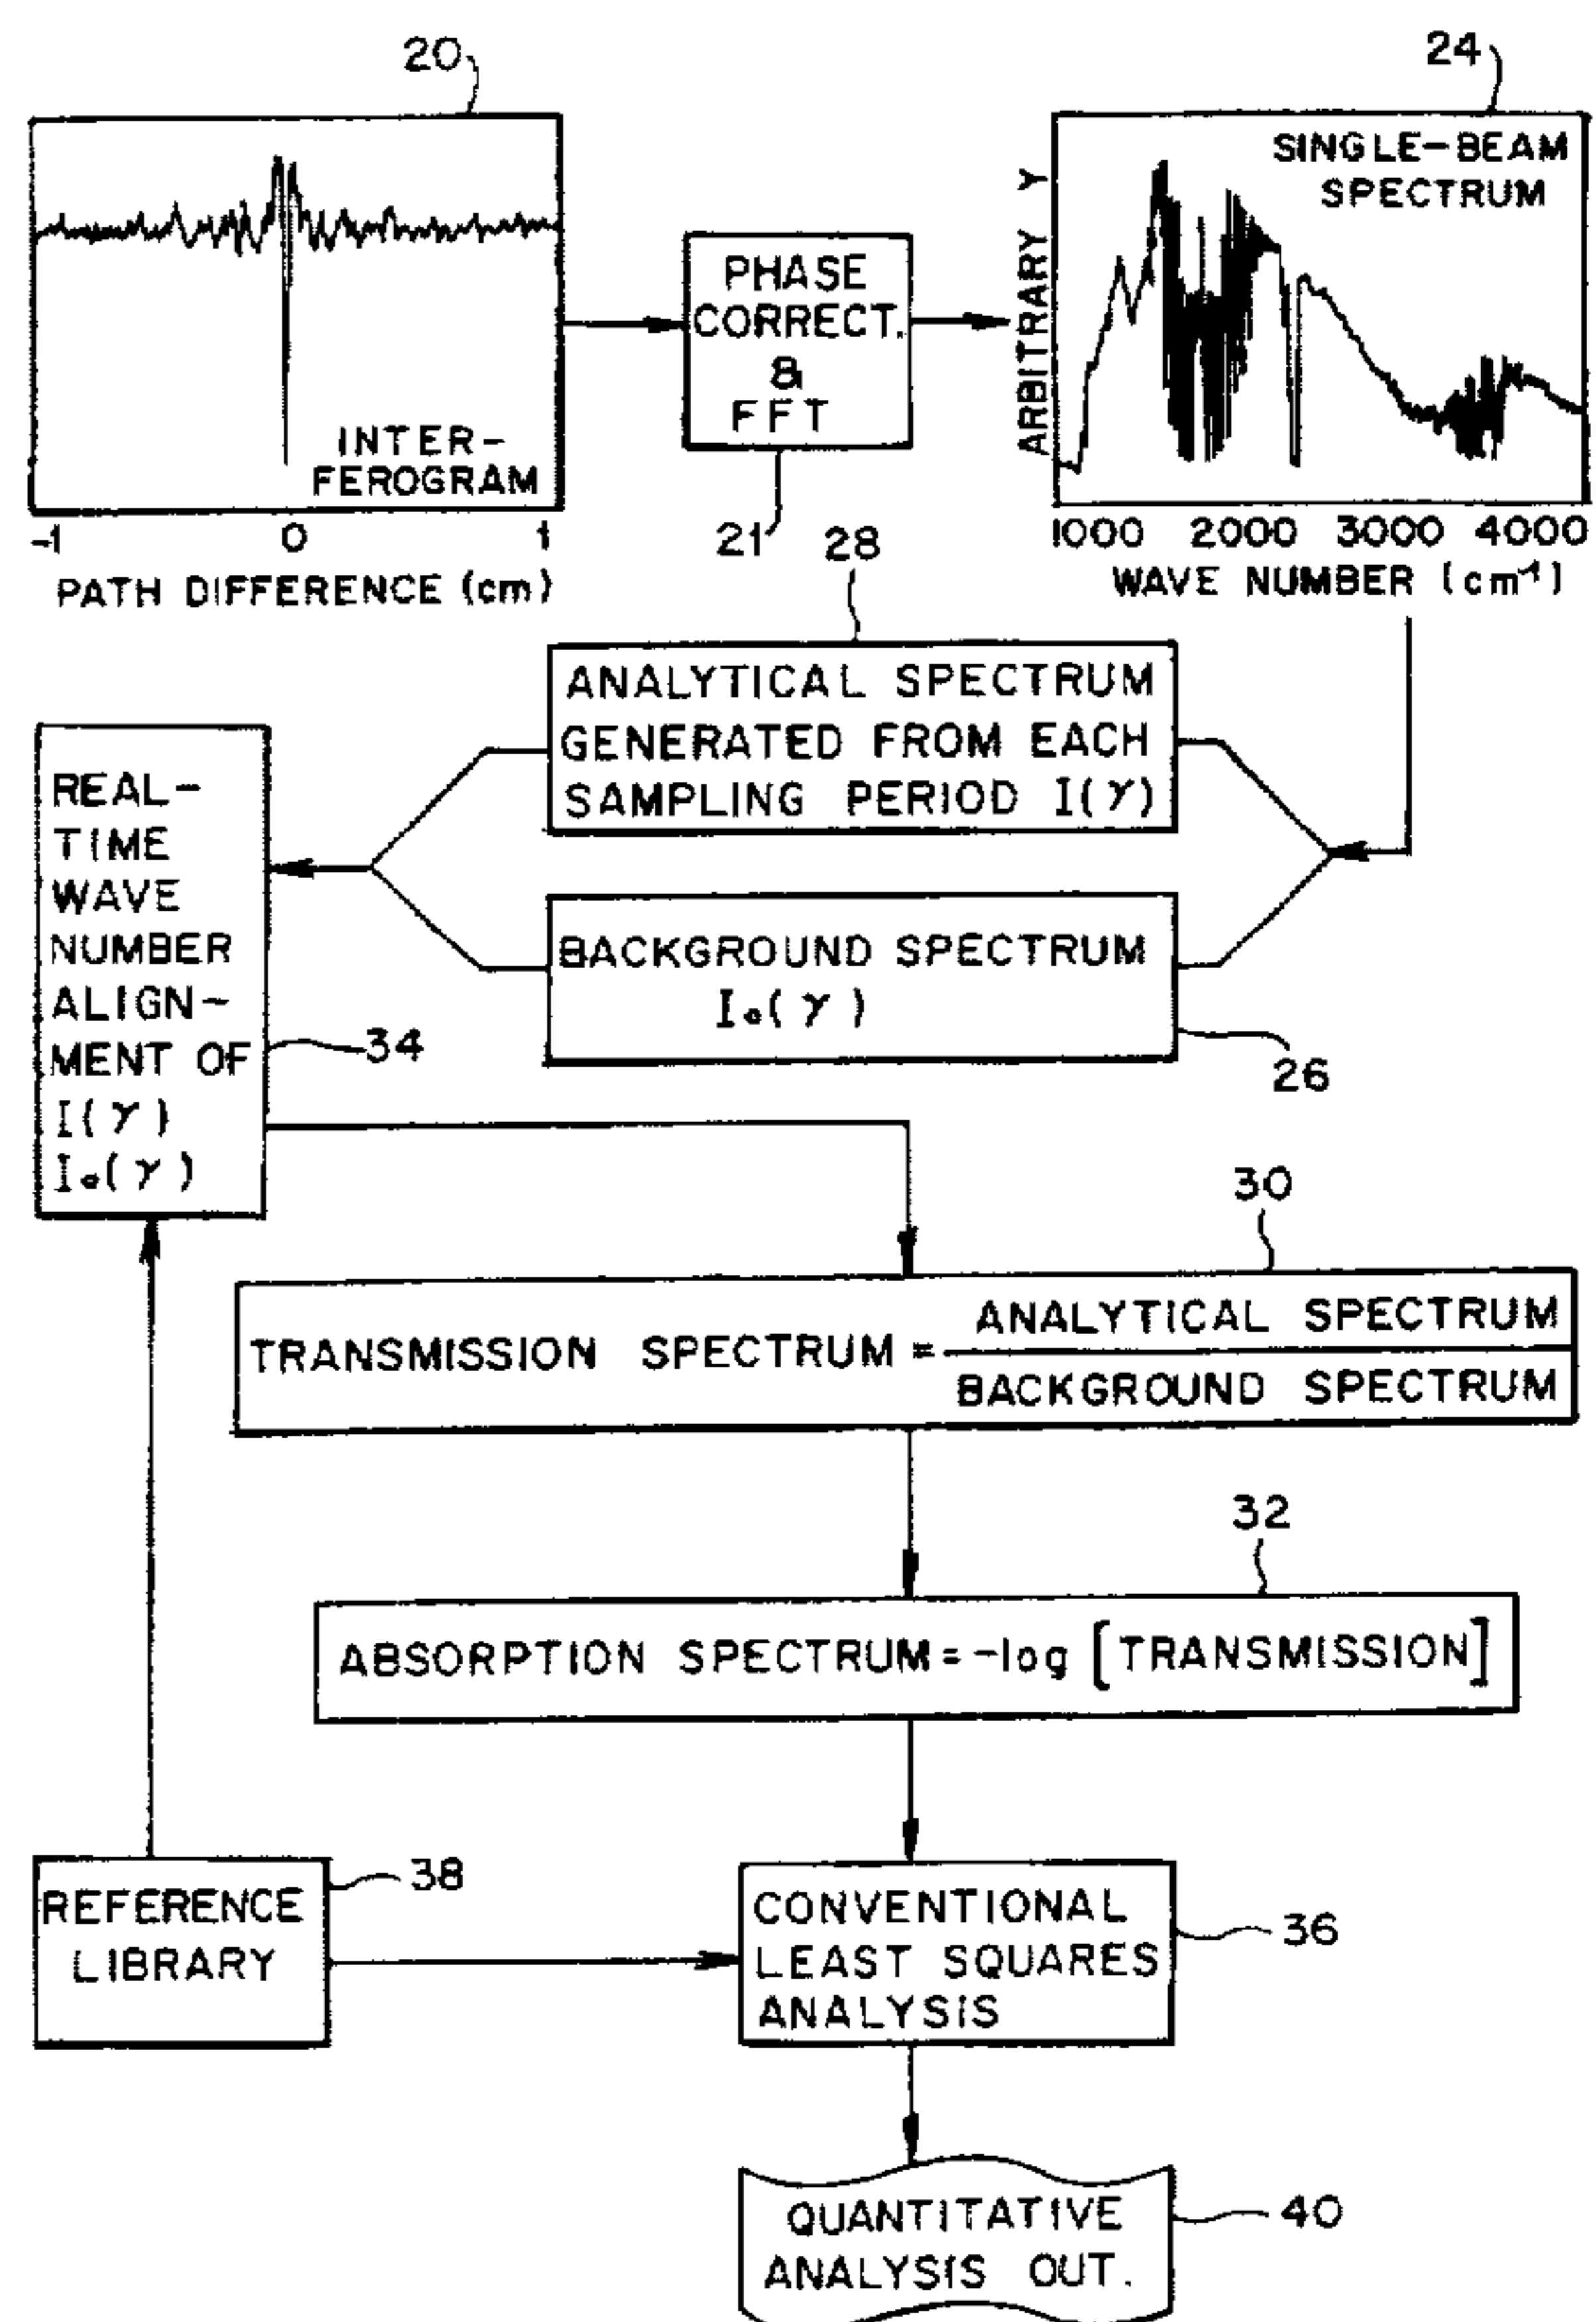 20
24
INTER-
FEROGRAM
-1 0 1
PATH DIFFERENCE (cm)
PHASE
CORRECT.
&
FFT
21
SINGLE-BEAM
SPECTRUM
ARBITRARY Y
1000 2000 3000 4000
WAVE NUMBER (cm⁻¹)
28
ANALYTICAL SPECTRUM
GENERATED FROM EACH
SAMPLING PERIOD I(γ)
BACKGROUND SPECTRUM
I₀(γ)
26
REAL-
TIME
WAVE
NUMBER
ALIGN-
MENT OF
I(γ)
I₀(γ)
34
30
TRANSMISSION SPECTRUM =
ANALYTICAL SPECTRUM
BACKGROUND SPECTRUM
32
ABSORPTION SPECTRUM = -log [TRANSMISSION]
REFERENCE
LIBRARY
38
CONVENTIONAL
LEAST SQUARES
ANALYSIS
36
QUANTITATIVE
ANALYSIS OUT.
40